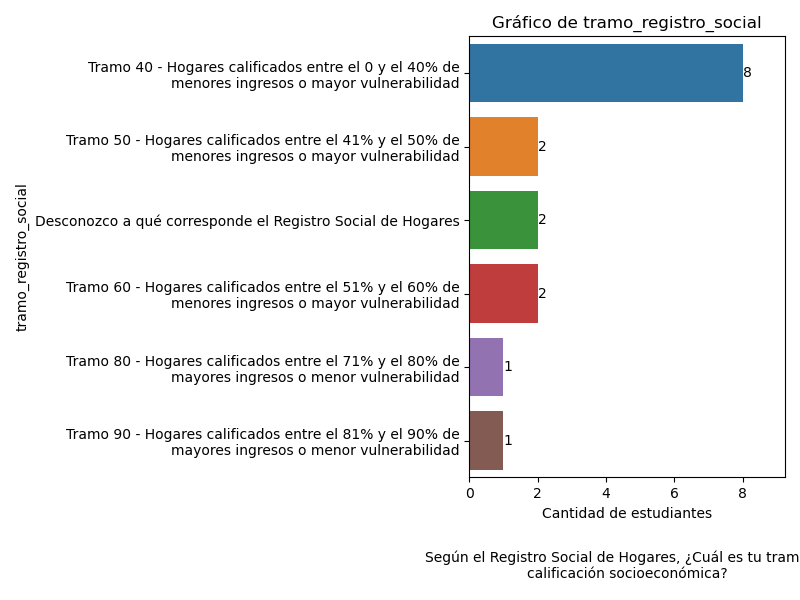 Gráfico de tramo_registro_social
Tramo 40 - Hogares calificados entre el 0 y el 40% de
menores ingresos o mayor vulnerabilidad
8
Tramo 50 - Hogares calificados entre el 41% y el 50% de
menores ingresos o mayor vulnerabilidad
2
tramo_registro_social
Desconozco a qué corresponde el Registro Social de Hogares
2
Tramo 60 - Hogares calificados entre el 51% y el 60% de
menores ingresos o mayor vulnerabilidad
2
Tramo 80 - Hogares calificados entre el 71% y el 80% de
mayores ingresos o menor vulnerabilidad
1
Tramo 90 - Hogares calificados entre el 81% y el 90% de
mayores ingresos o menor vulnerabilidad
1
0 2 4 6 8
Cantidad de estudiantes
Según el Registro Social de Hogares, ¿Cuál es tu tram
calificación socioeconómica?